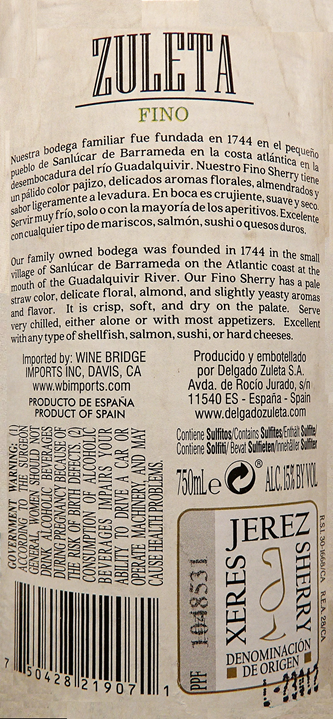 ZULETA
FINO
Nuestra bodega familiar fue fundada en 1744 en el pequeño
pueblo de Sanlúcar de Barrameda en la costa atlántica en la
desembocadura del río Guadalquivir. Nuestro Fino Sherry tiene
un pálido color pajizo, delicados aromas florales, almendrados y
sabor ligeramente a levadura. En boca es crujiente, suave y seco.
Servir muy frío, solo o con la mayoría de los aperitivos. Excelente
con cualquier tipo de mariscos, salmón, sushi o quesos duros.
Our family owned bodega was founded in 1744 in the small
village of Sanlúcar de Barrameda on the Atlantic coast at the
mouth of the Guadalquivir River. Our Fino Sherry has a pale
straw color, delicate floral, almond, and slightly yeasty aromas
and flavor. It is crisp, soft, and dry on the palate. Serve
very chilled, either alone or with most appetizers. Excellent
with any type of shellfish, salmon, sushi, or hard cheeses.
Imported by: WINE BRIDGE
IMPORTS INC, DAVIS, CA
www.wbimports.com
PRODUCTO DE ESPAÑA
PRODUCT OF SPAIN
Producido y embotellado
por Delgado Zuleta S.A.
Avda. de Rocío Jurado, s/n
11540 ES - España - Spain
www.delgadozuleta.com
Contiene Sulfitos/Contains Sulfites/Enthält Sulfite/
Contiene Solfiti/ Bevat Sulfieten/Innehåller Sulfiter
GOVERNMENT WARNING: (1)
ACCORDING TO THE SURGEON
GENERAL, WOMEN SHOULD NOT
DRINK ALCOHOLIC BEVERAGES
DURING PREGNANCY BECAUSE OF
THE RISK OF BIRTH DEFECTS. (2)
CONSUMPTION OF ALCOHOLIC
BEVERAGES IMPAIRS YOUR
ABILITY TO DRIVE A CAR OR
OPERATE MACHINERY, AND MAY
CAUSE HEALTH PROBLEMS.
750mL e ® ALC. 15% BY VOL
JEREZ
XERES
SHERRY
DENOMINACIÓN
DE ORIGEN
PPF 1048531
7 50428 21907 1